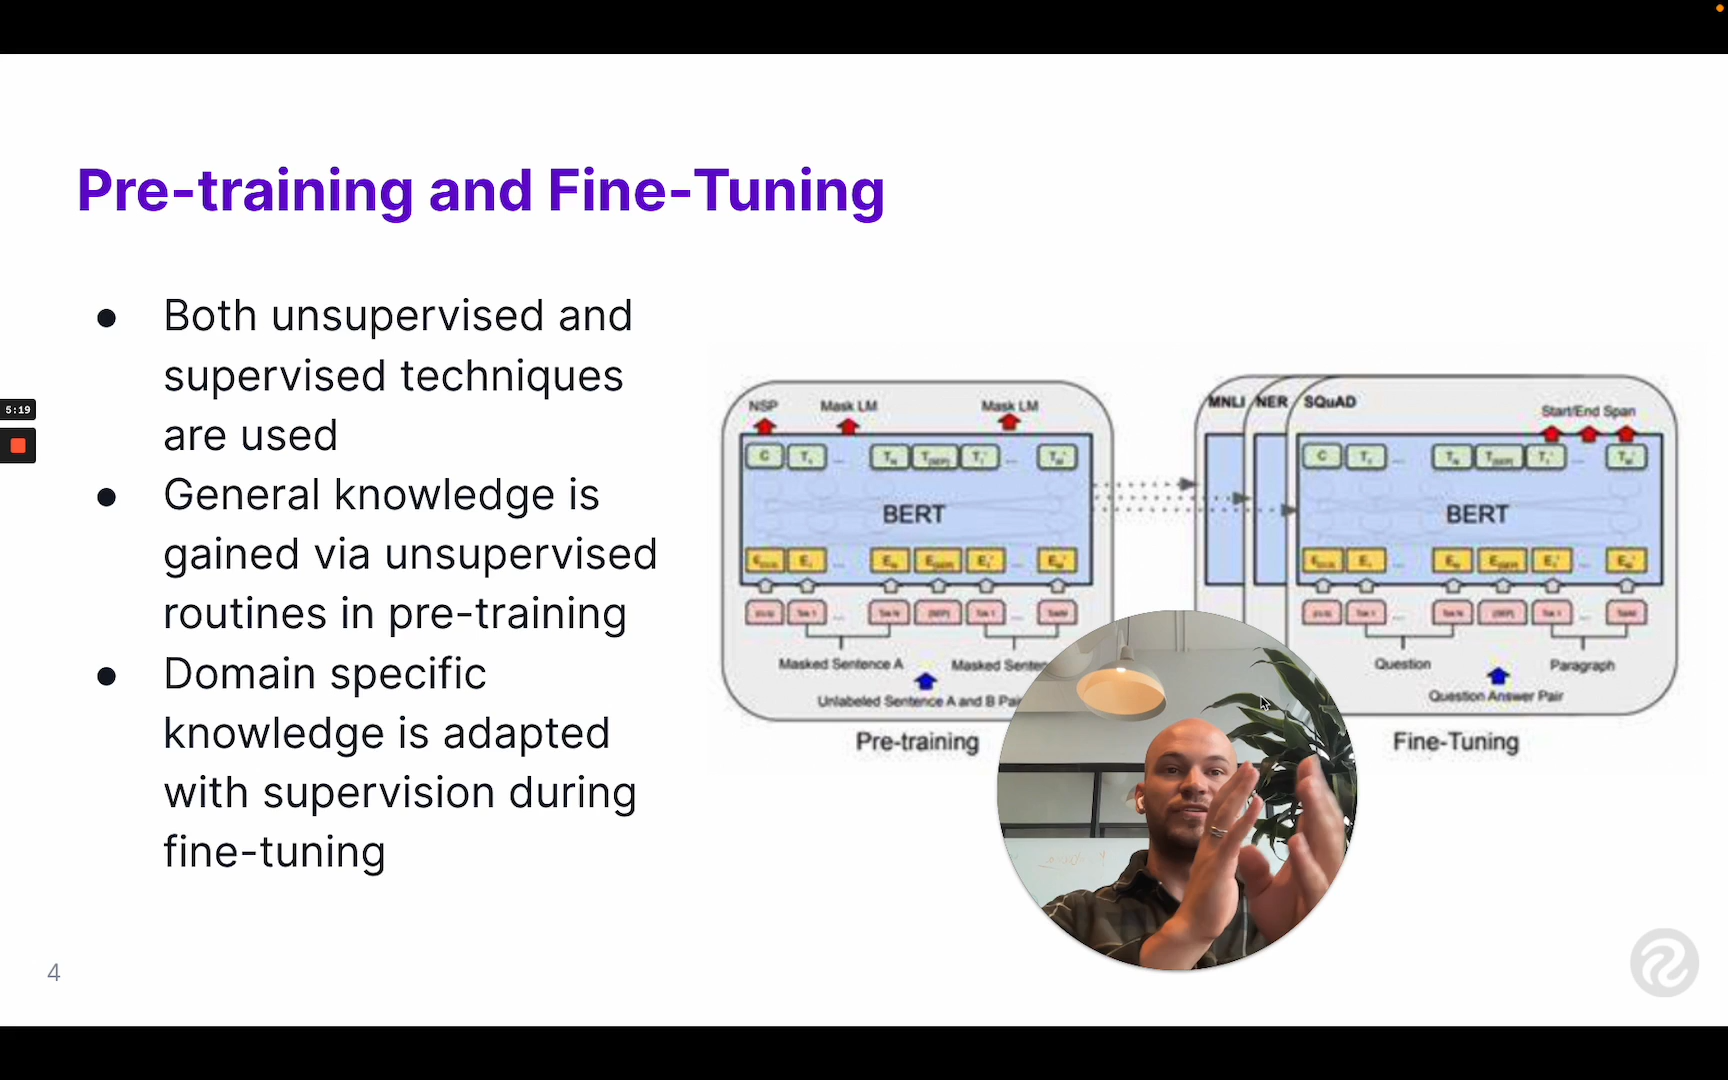 Pre-training and Fine-Tuning
● Both unsupervised and
supervised techniques
are used
● General knowledge is
gained via unsupervised
routines in pre-training
● Domain specific
knowledge is adapted
with supervision during
fine-tuning
5:19
4
NSP
Mask LM
Mask LM
C
BERT
Masked Sentence A
Masked
Unlabeled Sentence A and B
Pre-training
MNLI
NER
SQuAD
Start/End Span
C
BERT
Question
Paragraph
Question Answer Pair
Fine-Tuning